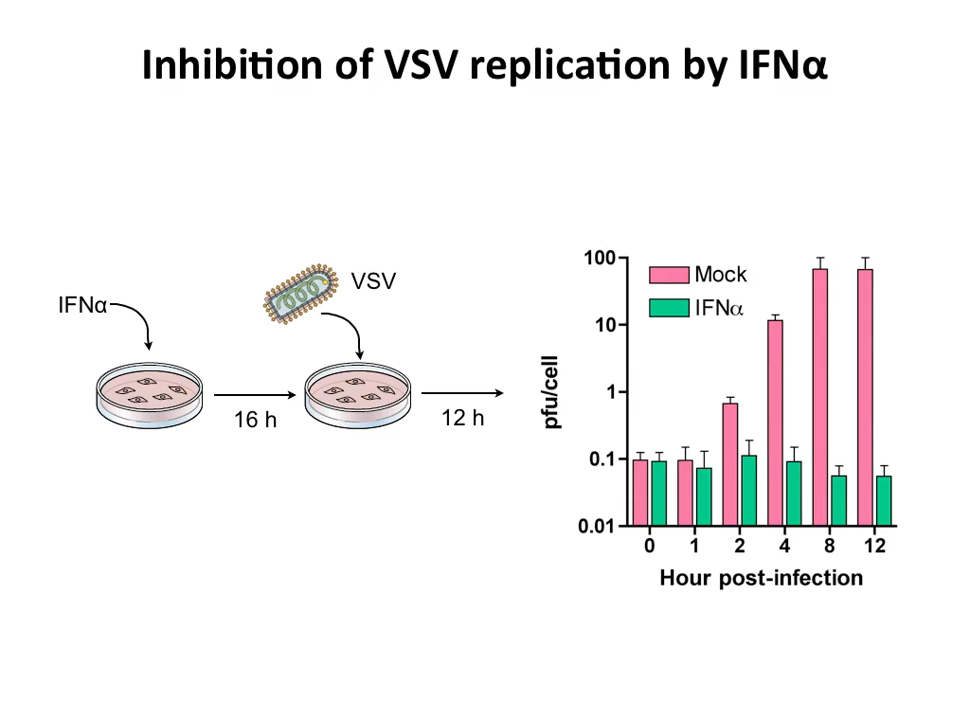 Inhibition of VSV replication by IFNα
IFNα
VSV
16 h
12 h
100
10
1
0.1
0.01
pfu/cell
Mock
IFNα
0 1 2 4 8 12
Hour post-infection